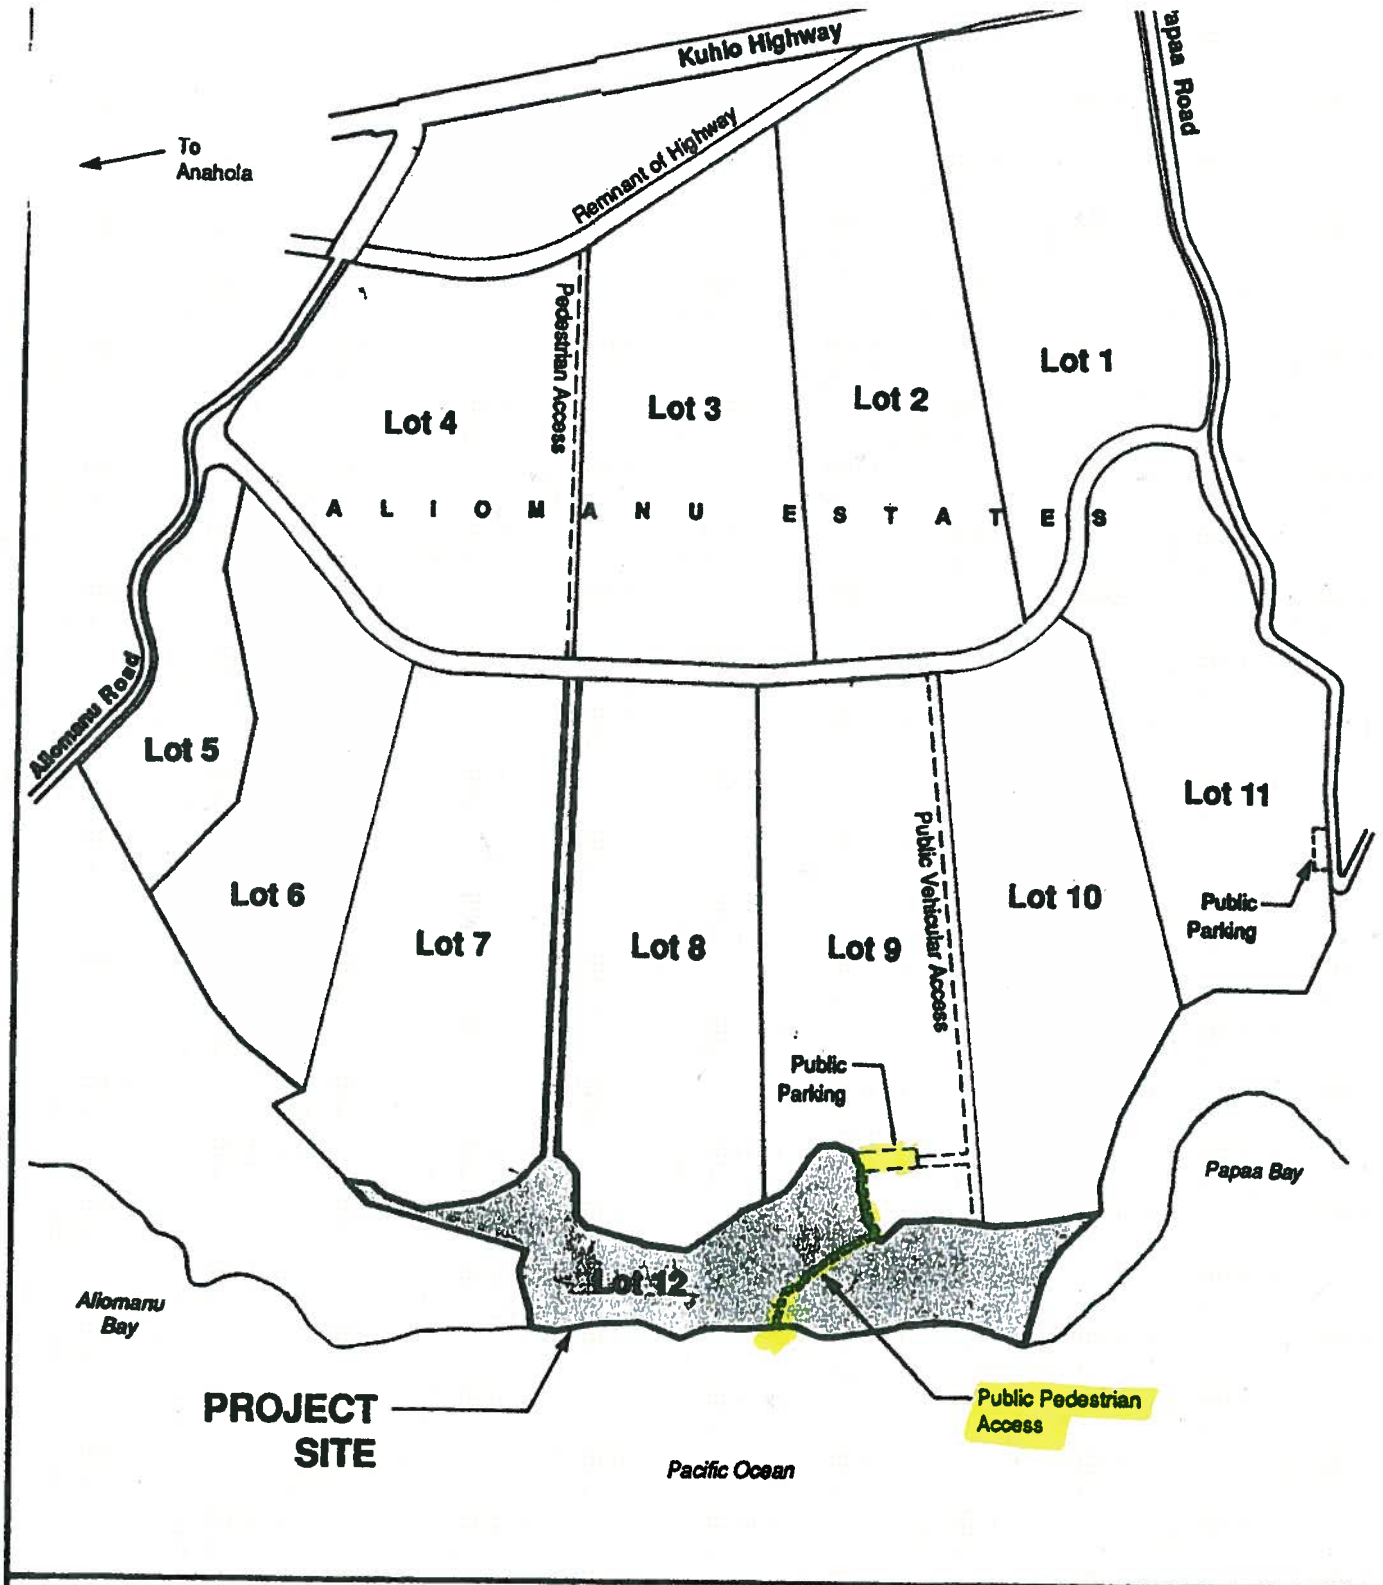 Kuhio Highway
apaa Road
To
Anahola
Remnant of Highway
Pedestrian Access
Lot 1
Lot 2
Lot 3
Lot 4
ALIOMANU ESTATES
Aliomanu Road
Lot 5
Lot 6
Lot 7
Lot 8
Lot 9
Public Vehicular Access
Lot 10
Lot 11
Public
Parking
Public
Parking
Papaa Bay
Lot 12
Aliomanu
Bay
PROJECT
SITE
Public Pedestrian
Access
Pacific Ocean